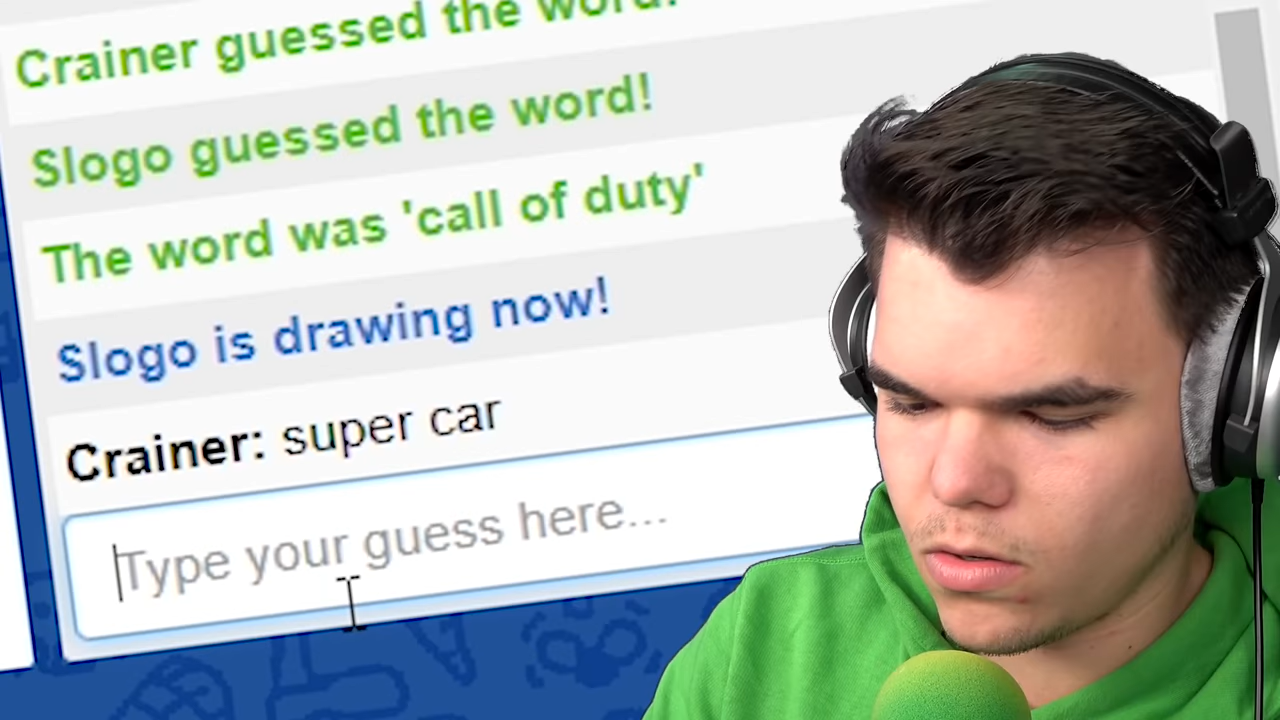 Crainer guessed the word!
Slogo guessed the word!
The word was 'call of duty'
Slogo is drawing now!
Crainer: super car
Type your guess here...